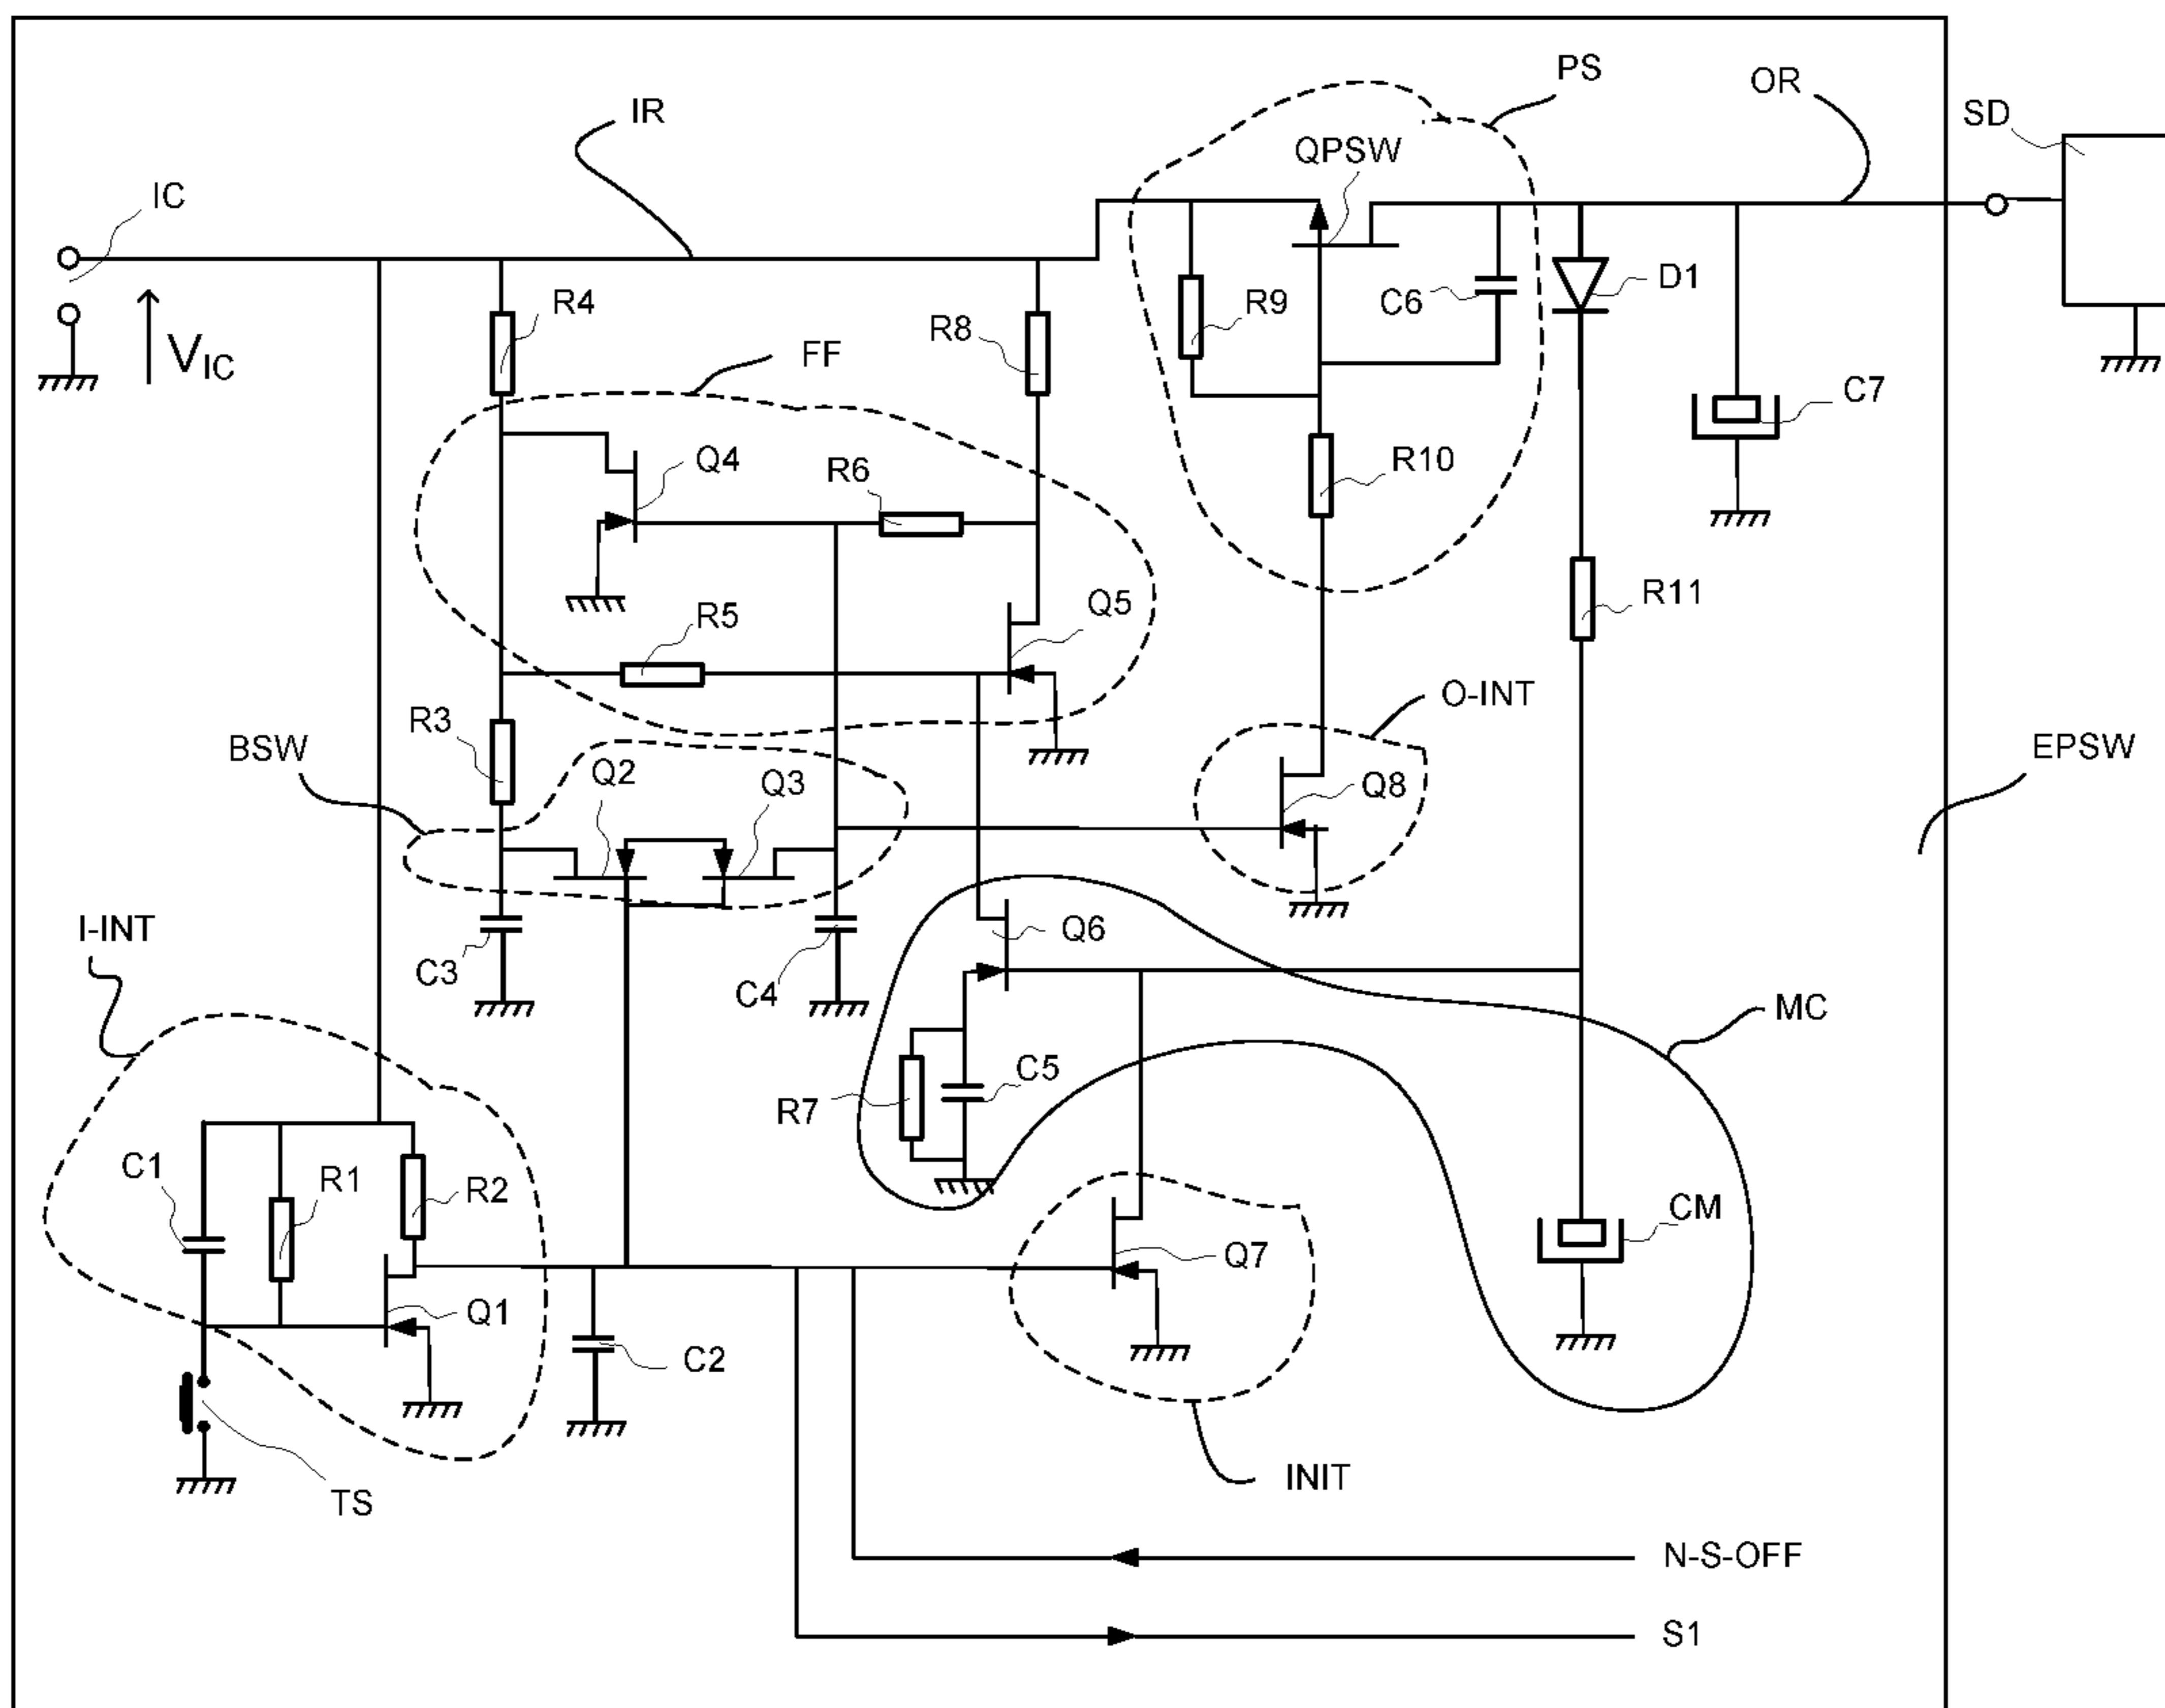 PS
OR
SD
IR
QPSW
IC
R4
R9
C6
D1
R8
VIC
FF
C7
Q4
R6
R10
R11
Q5
R5
O-INT
R3
BSW
Q2
Q3
Q8
EPSW
I-INT
Q6
C3
C4
MC
C5
R7
C1
R1
R2
CM
Q7
Q1
C2
TS
INIT
N-S-OFF
S1